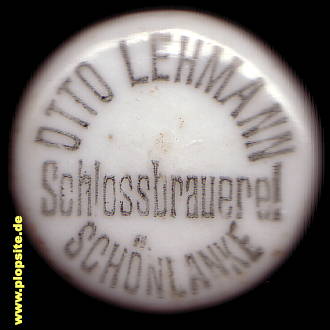 OTTO LEHMANN
Schlossbrauerei
SCHÖNLANKE
www.plopsite.de